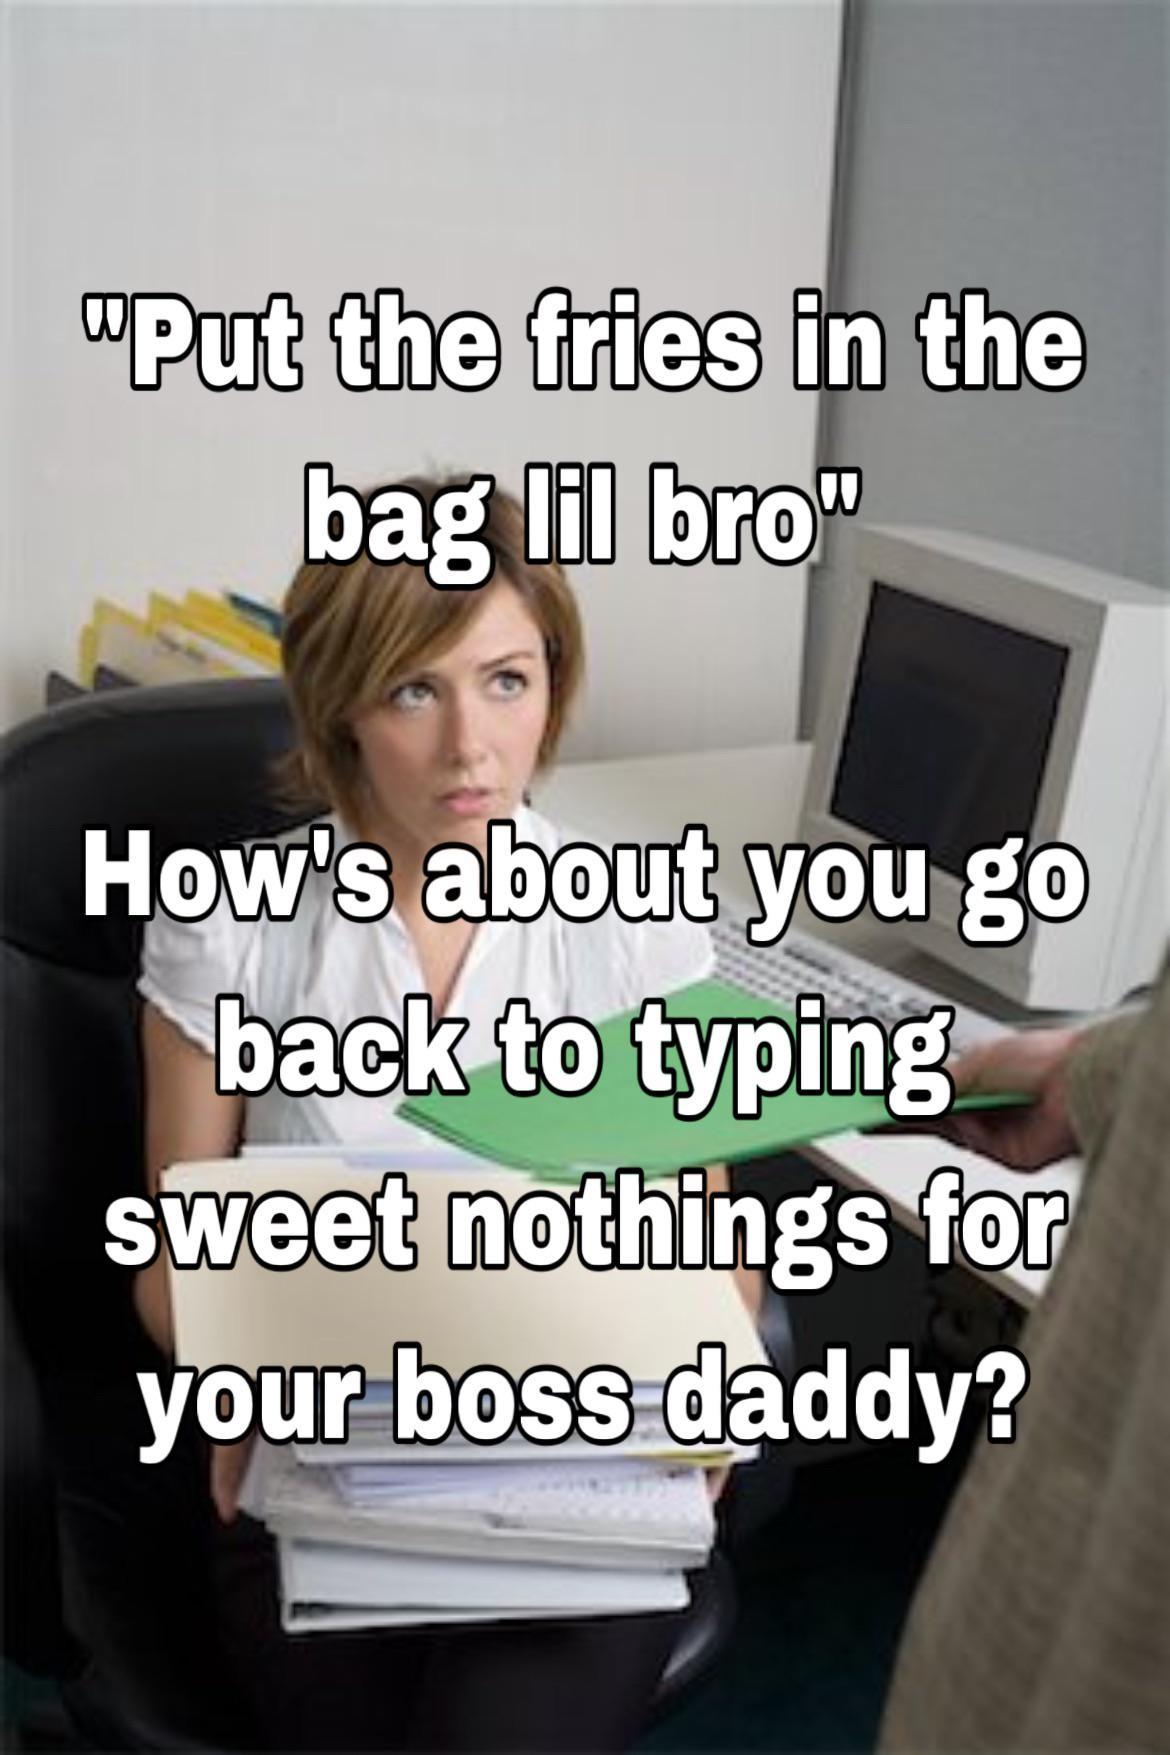 "Put the fries in the
bag lil bro"
How's about you go
back to typing
sweet nothings for
your boss daddy?